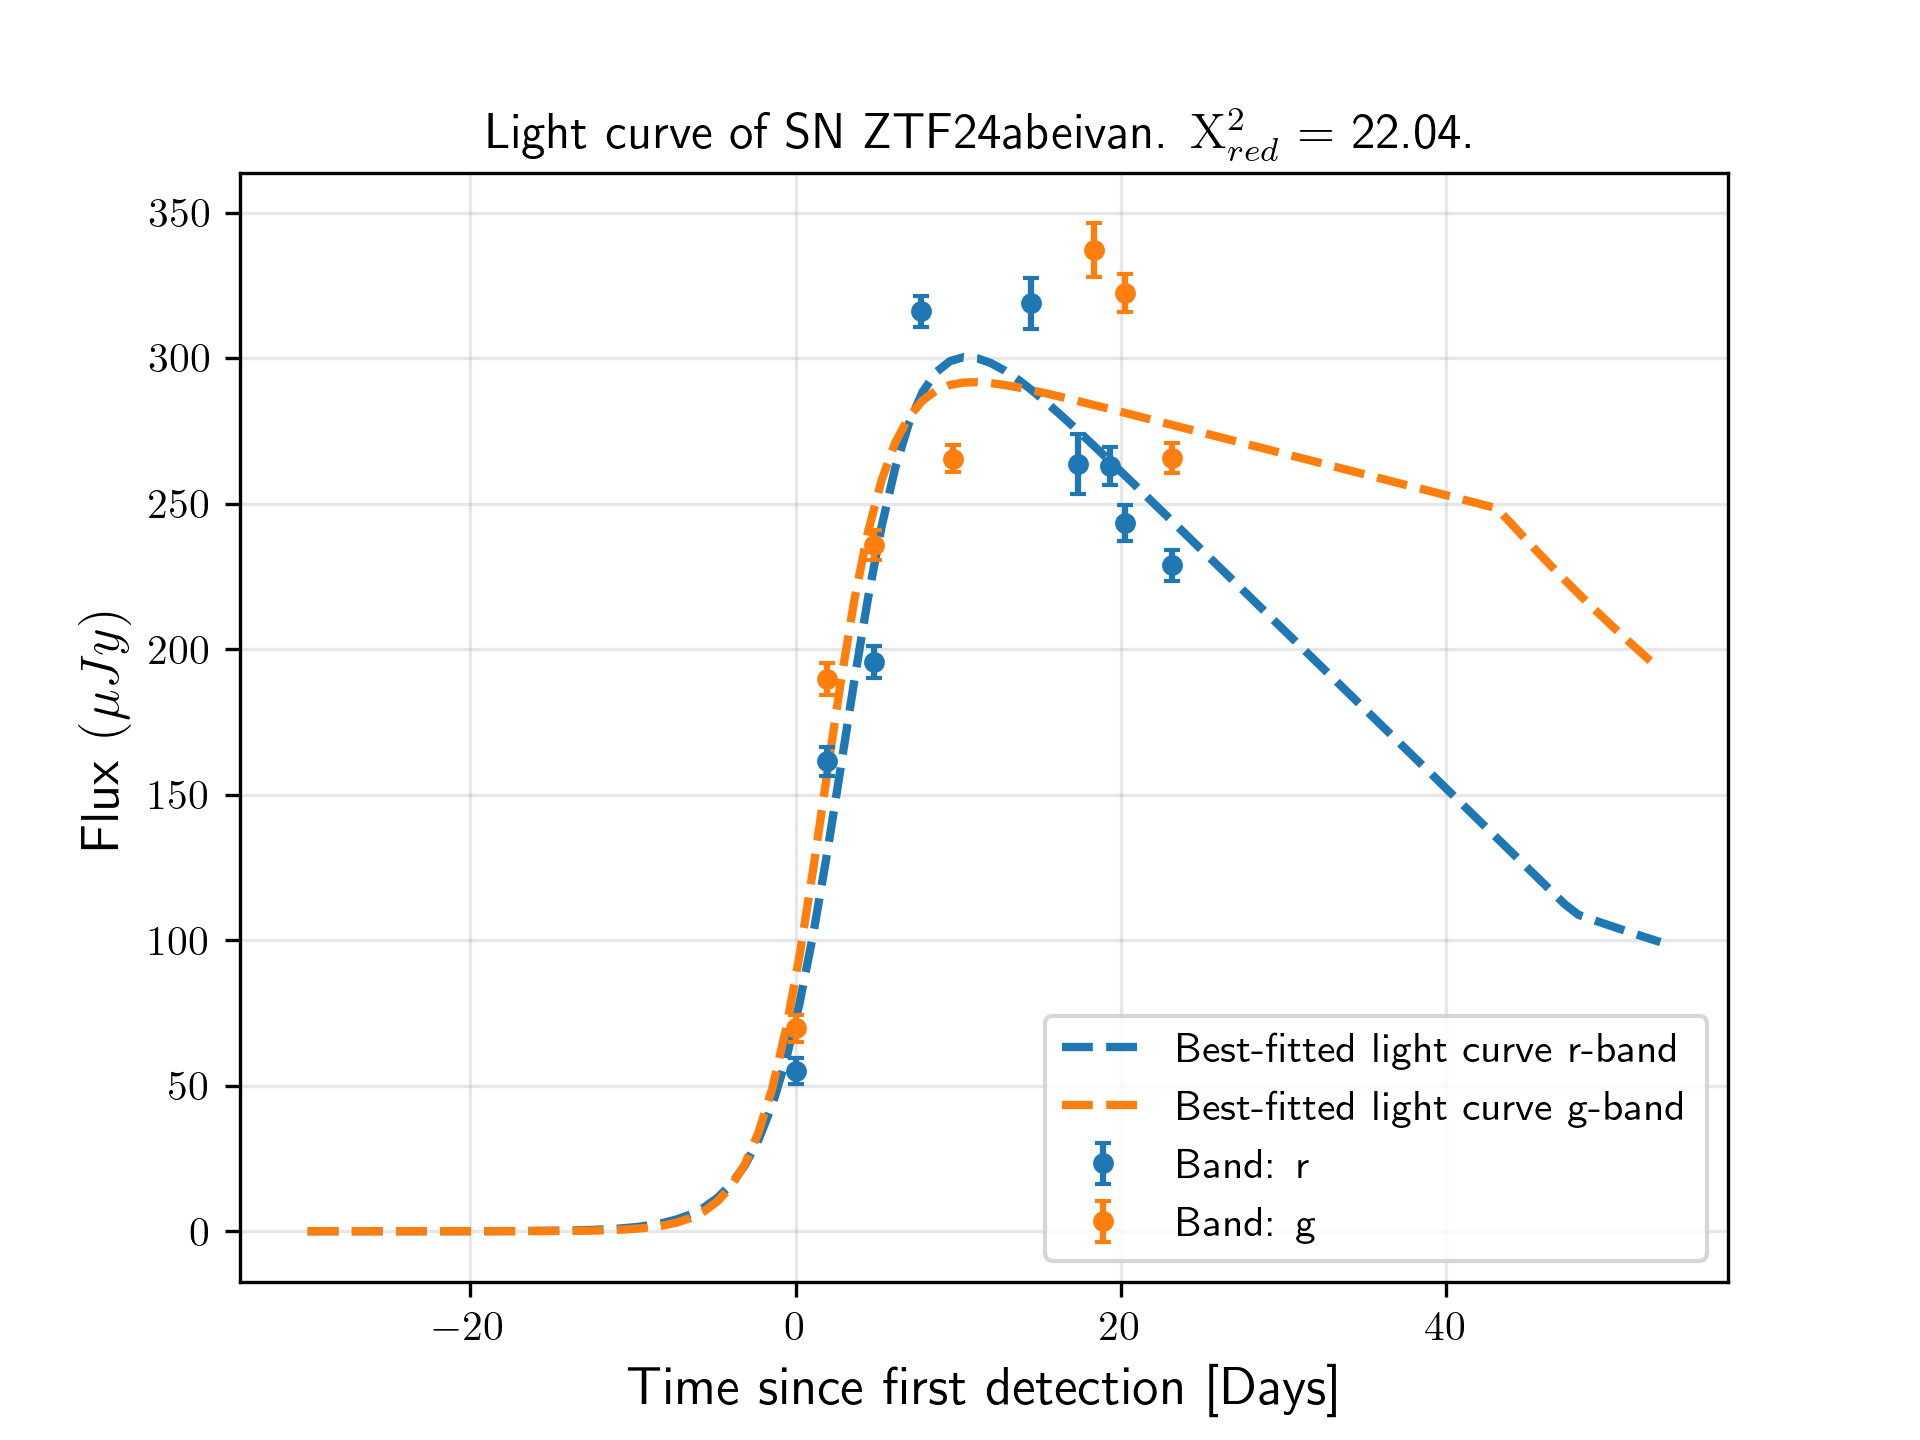 Light curve of SN ZTF24abeivan. X²_red = 22.04.
350
300
250
200
150
100
50
0
Flux (μJy)
−20
0
20
40
Time since first detection [Days]
Best-fitted light curve r-band
Best-fitted light curve g-band
Band: r
Band: g